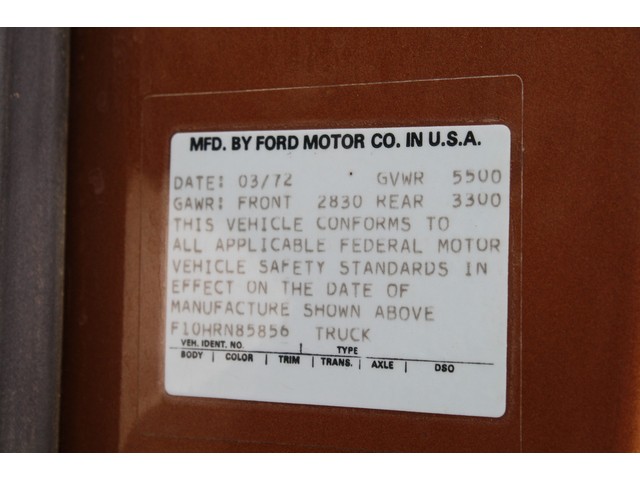 MFD. BY FORD MOTOR CO. IN U.S.A.
DATE: 03/72 GVWR 5500
GAWR: FRONT 2830 REAR 3300
THIS VEHICLE CONFORMS TO
ALL APPLICABLE FEDERAL MOTOR
VEHICLE SAFETY STANDARDS IN
EFFECT ON THE DATE OF
MANUFACTURE SHOWN ABOVE
F10HRN85856 TRUCK
VEH. IDENT. NO. TYPE
BODY | COLOR | TRIM | TRANS. | AXLE | DSO